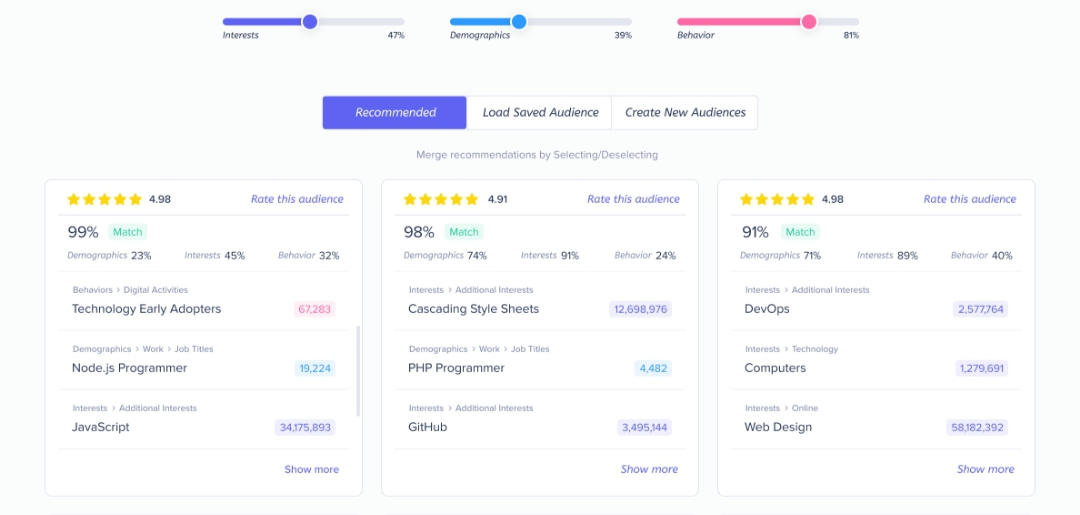 Interests 47% Demographics 39% Behavior 81%
Recommended Load Saved Audience Create New Audiences
Merge recommendations by Selecting/Deselecting
4.98 Rate this audience
99% Match
Demographics 23% Interests 45% Behavior 32%
Behaviors > Digital Activities
Technology Early Adopters 67,283
Demographics > Work > Job Titles
Node.js Programmer 19,224
Interests > Additional Interests
JavaScript 34,175,893
Show more
4.91 Rate this audience
98% Match
Demographics 74% Interests 91% Behavior 24%
Interests > Additional Interests
Cascading Style Sheets 12,698,976
Demographics > Work > Job Titles
PHP Programmer 4,482
Interests > Additional Interests
GitHub 3,495,144
Show more
4.98 Rate this audience
91% Match
Demographics 71% Interests 89% Behavior 40%
Interests > Additional Interests
DevOps 2,577,764
Interests > Technology
Computers 1,279,691
Interests > Online
Web Design 58,182,392
Show more